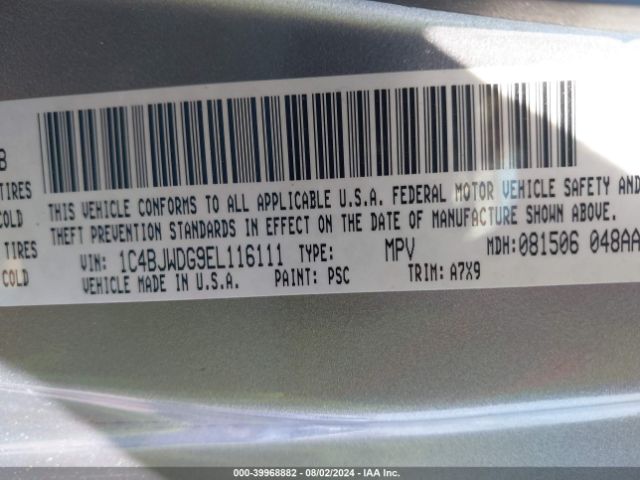 B
TIRES
COLD
TIRES
COLD
THIS VEHICLE CONFORMS TO ALL APPLICABLE U.S.A. FEDERAL MOTOR VEHICLE SAFETY AND
THEFT PREVENTION STANDARDS IN EFFECT ON THE DATE OF MANUFACTURE SHOWN ABOVE.
VIN: 1C4BJWDG9EL116111 TYPE: MPV MDH:081506 048AA
VEHICLE MADE IN U.S.A. PAINT: PSC TRIM: A7X9
000-39968882 - 08/02/2024 - IAA Inc.